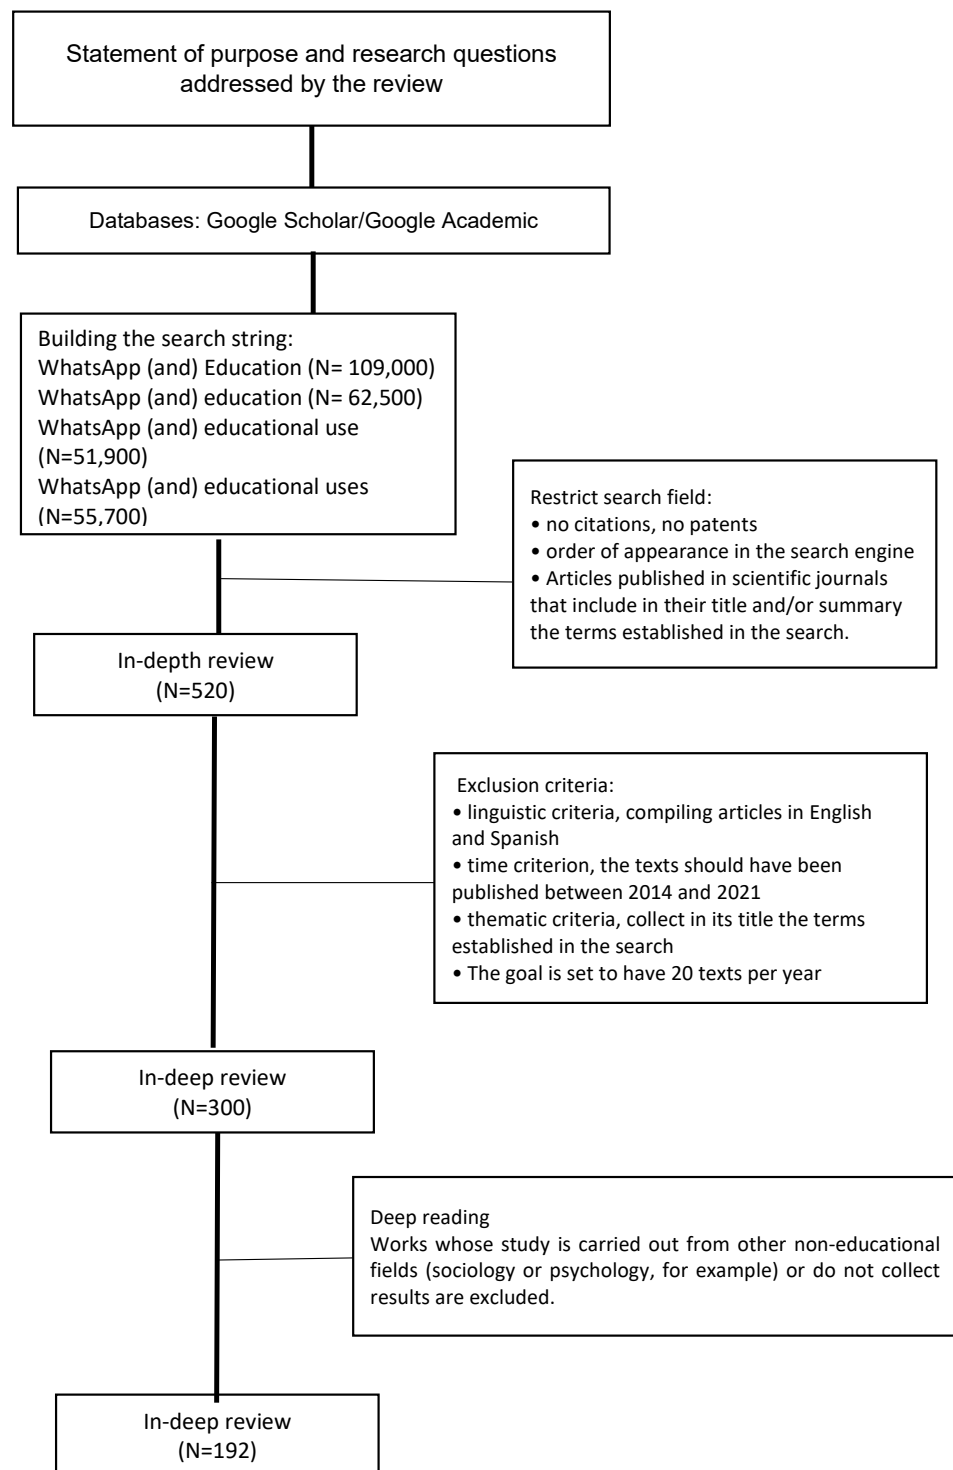 Statement of purpose and research questions
addressed by the review
Databases: Google Scholar/Google Academic
Building the search string:
WhatsApp (and) Education (N= 109,000)
WhatsApp (and) education (N= 62,500)
WhatsApp (and) educational use
(N=51,900)
WhatsApp (and) educational uses
(N=55,700)
Restrict search field:
• no citations, no patents
• order of appearance in the search engine
• Articles published in scientific journals
that include in their title and/or summary
the terms established in the search.
In-depth review
(N=520)
Exclusion criteria:
• linguistic criteria, compiling articles in English
and Spanish
• time criterion, the texts should have been
published between 2014 and 2021
• thematic criteria, collect in its title the terms
established in the search
• The goal is set to have 20 texts per year
In-deep review
(N=300)
Deep reading
Works whose study is carried out from other non-educational
fields (sociology or psychology, for example) or do not collect
results are excluded.
In-deep review
(N=192)